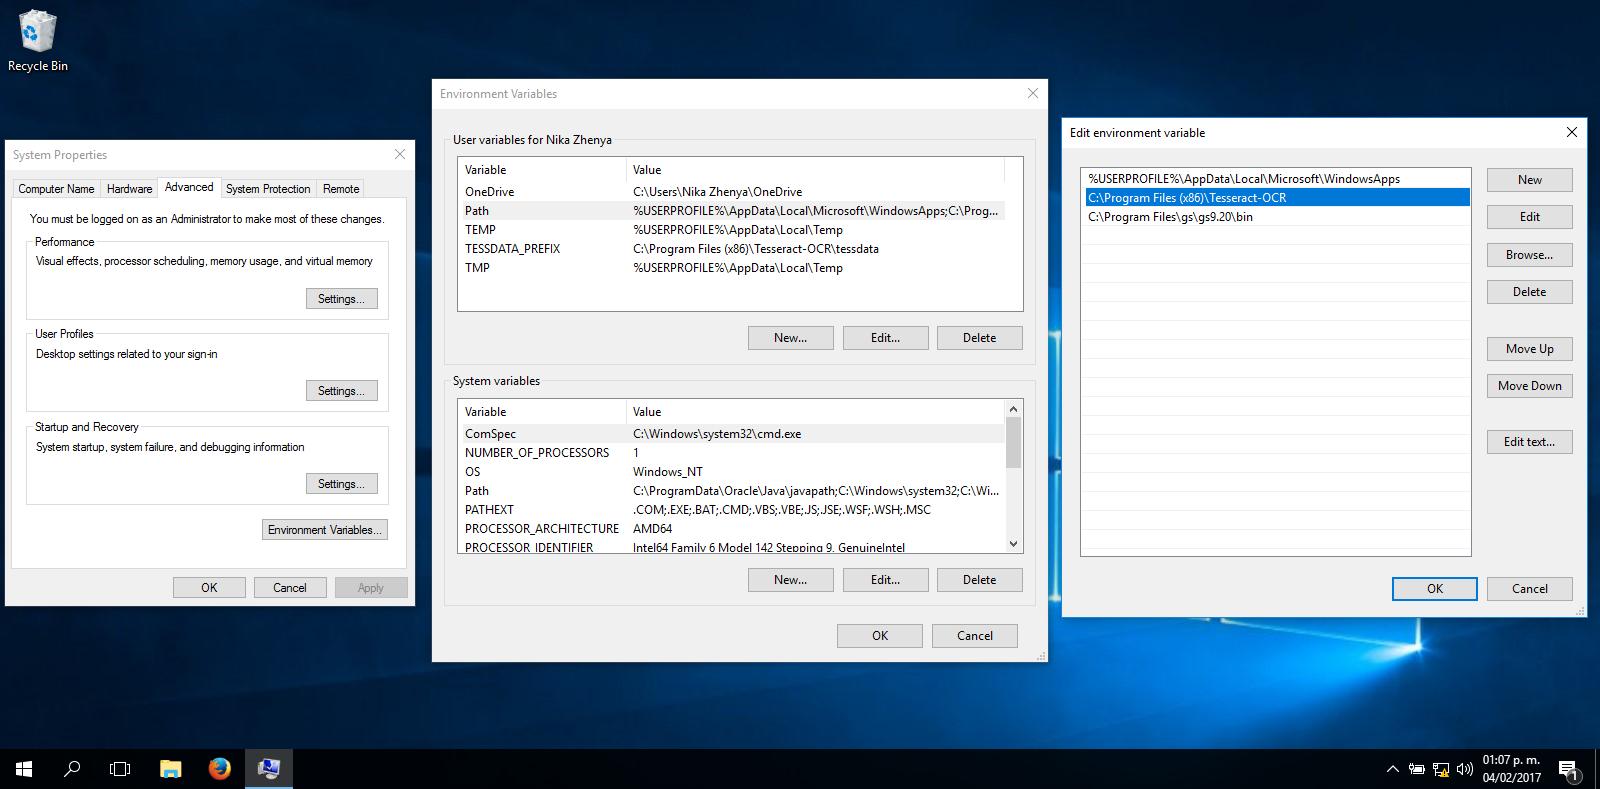 Recycle Bin
System Properties
Computer Name Hardware Advanced System Protection Remote
You must be logged on as an Administrator to make most of these changes.
Performance
Visual effects, processor scheduling, memory usage, and virtual memory
Settings...
User Profiles
Desktop settings related to your sign-in
Settings...
Startup and Recovery
System startup, system failure, and debugging information
Settings...
Environment Variables...
OK Cancel Apply
Environment Variables
User variables for Nika Zhenya
Variable Value
OneDrive C:\Users\Nika Zhenya\OneDrive
Path %USERPROFILE%\AppData\Local\Microsoft\WindowsApps;C:\Prog...
TEMP %USERPROFILE%\AppData\Local\Temp
TESSDATA_PREFIX C:\Program Files (x86)\Tesseract-OCR\tessdata
TMP %USERPROFILE%\AppData\Local\Temp
New... Edit... Delete
System variables
Variable Value
ComSpec C:\Windows\system32\cmd.exe
NUMBER_OF_PROCESSORS 1
OS Windows_NT
Path C:\ProgramData\Oracle\Java\javapath;C:\Windows\system32;C:\Wi...
PATHEXT .COM;.EXE;.BAT;.CMD;.VBS;.VBE;.JS;.JSE;.WSF;.WSH;.MSC
PROCESSOR_ARCHITECTURE AMD64
PROCESSOR_IDENTIFIER Intel64 Family 6 Model 142 Stepping 9, GenuineIntel
New... Edit... Delete
OK Cancel
Edit environment variable
%USERPROFILE%\AppData\Local\Microsoft\WindowsApps
C:\Program Files (x86)\Tesseract-OCR
C:\Program Files\gs\gs9.20\bin
New
Edit
Browse...
Delete
Move Up
Move Down
Edit text...
OK Cancel
01:07 p. m.
04/02/2017
1